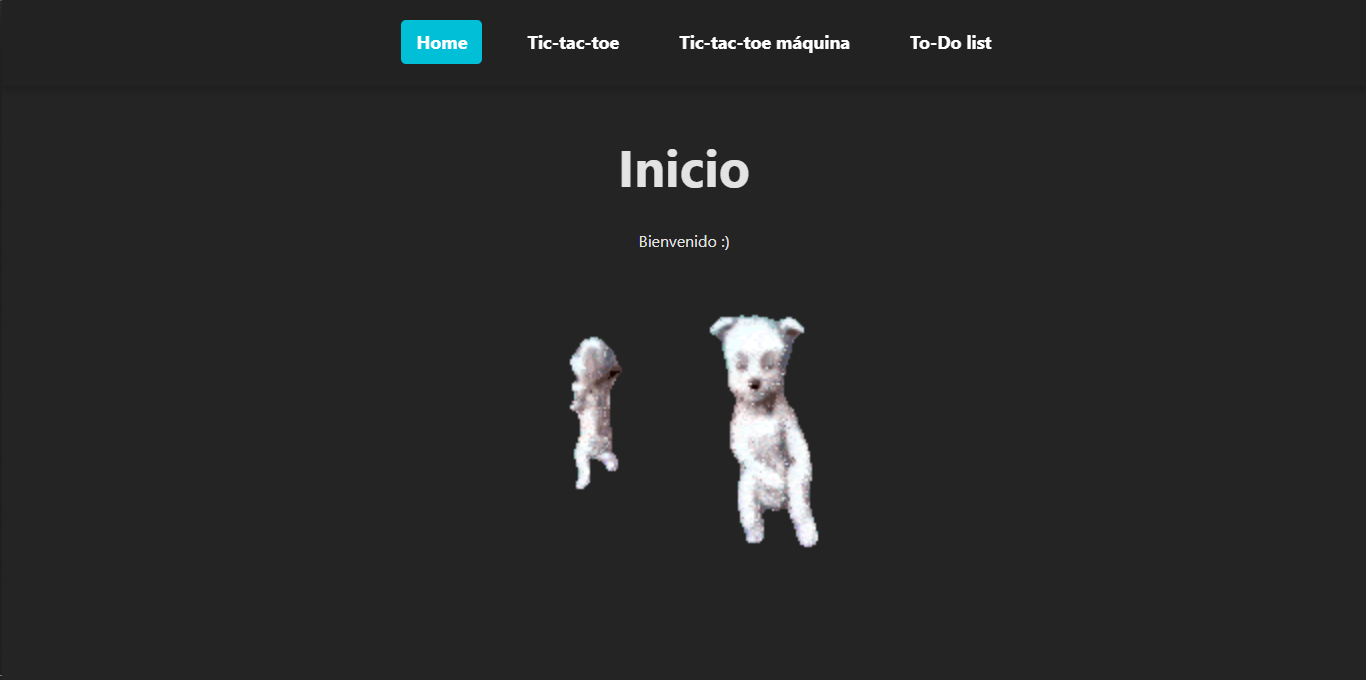 Home Tic-tac-toe Tic-tac-toe máquina To-Do list
Inicio
Bienvenido :)